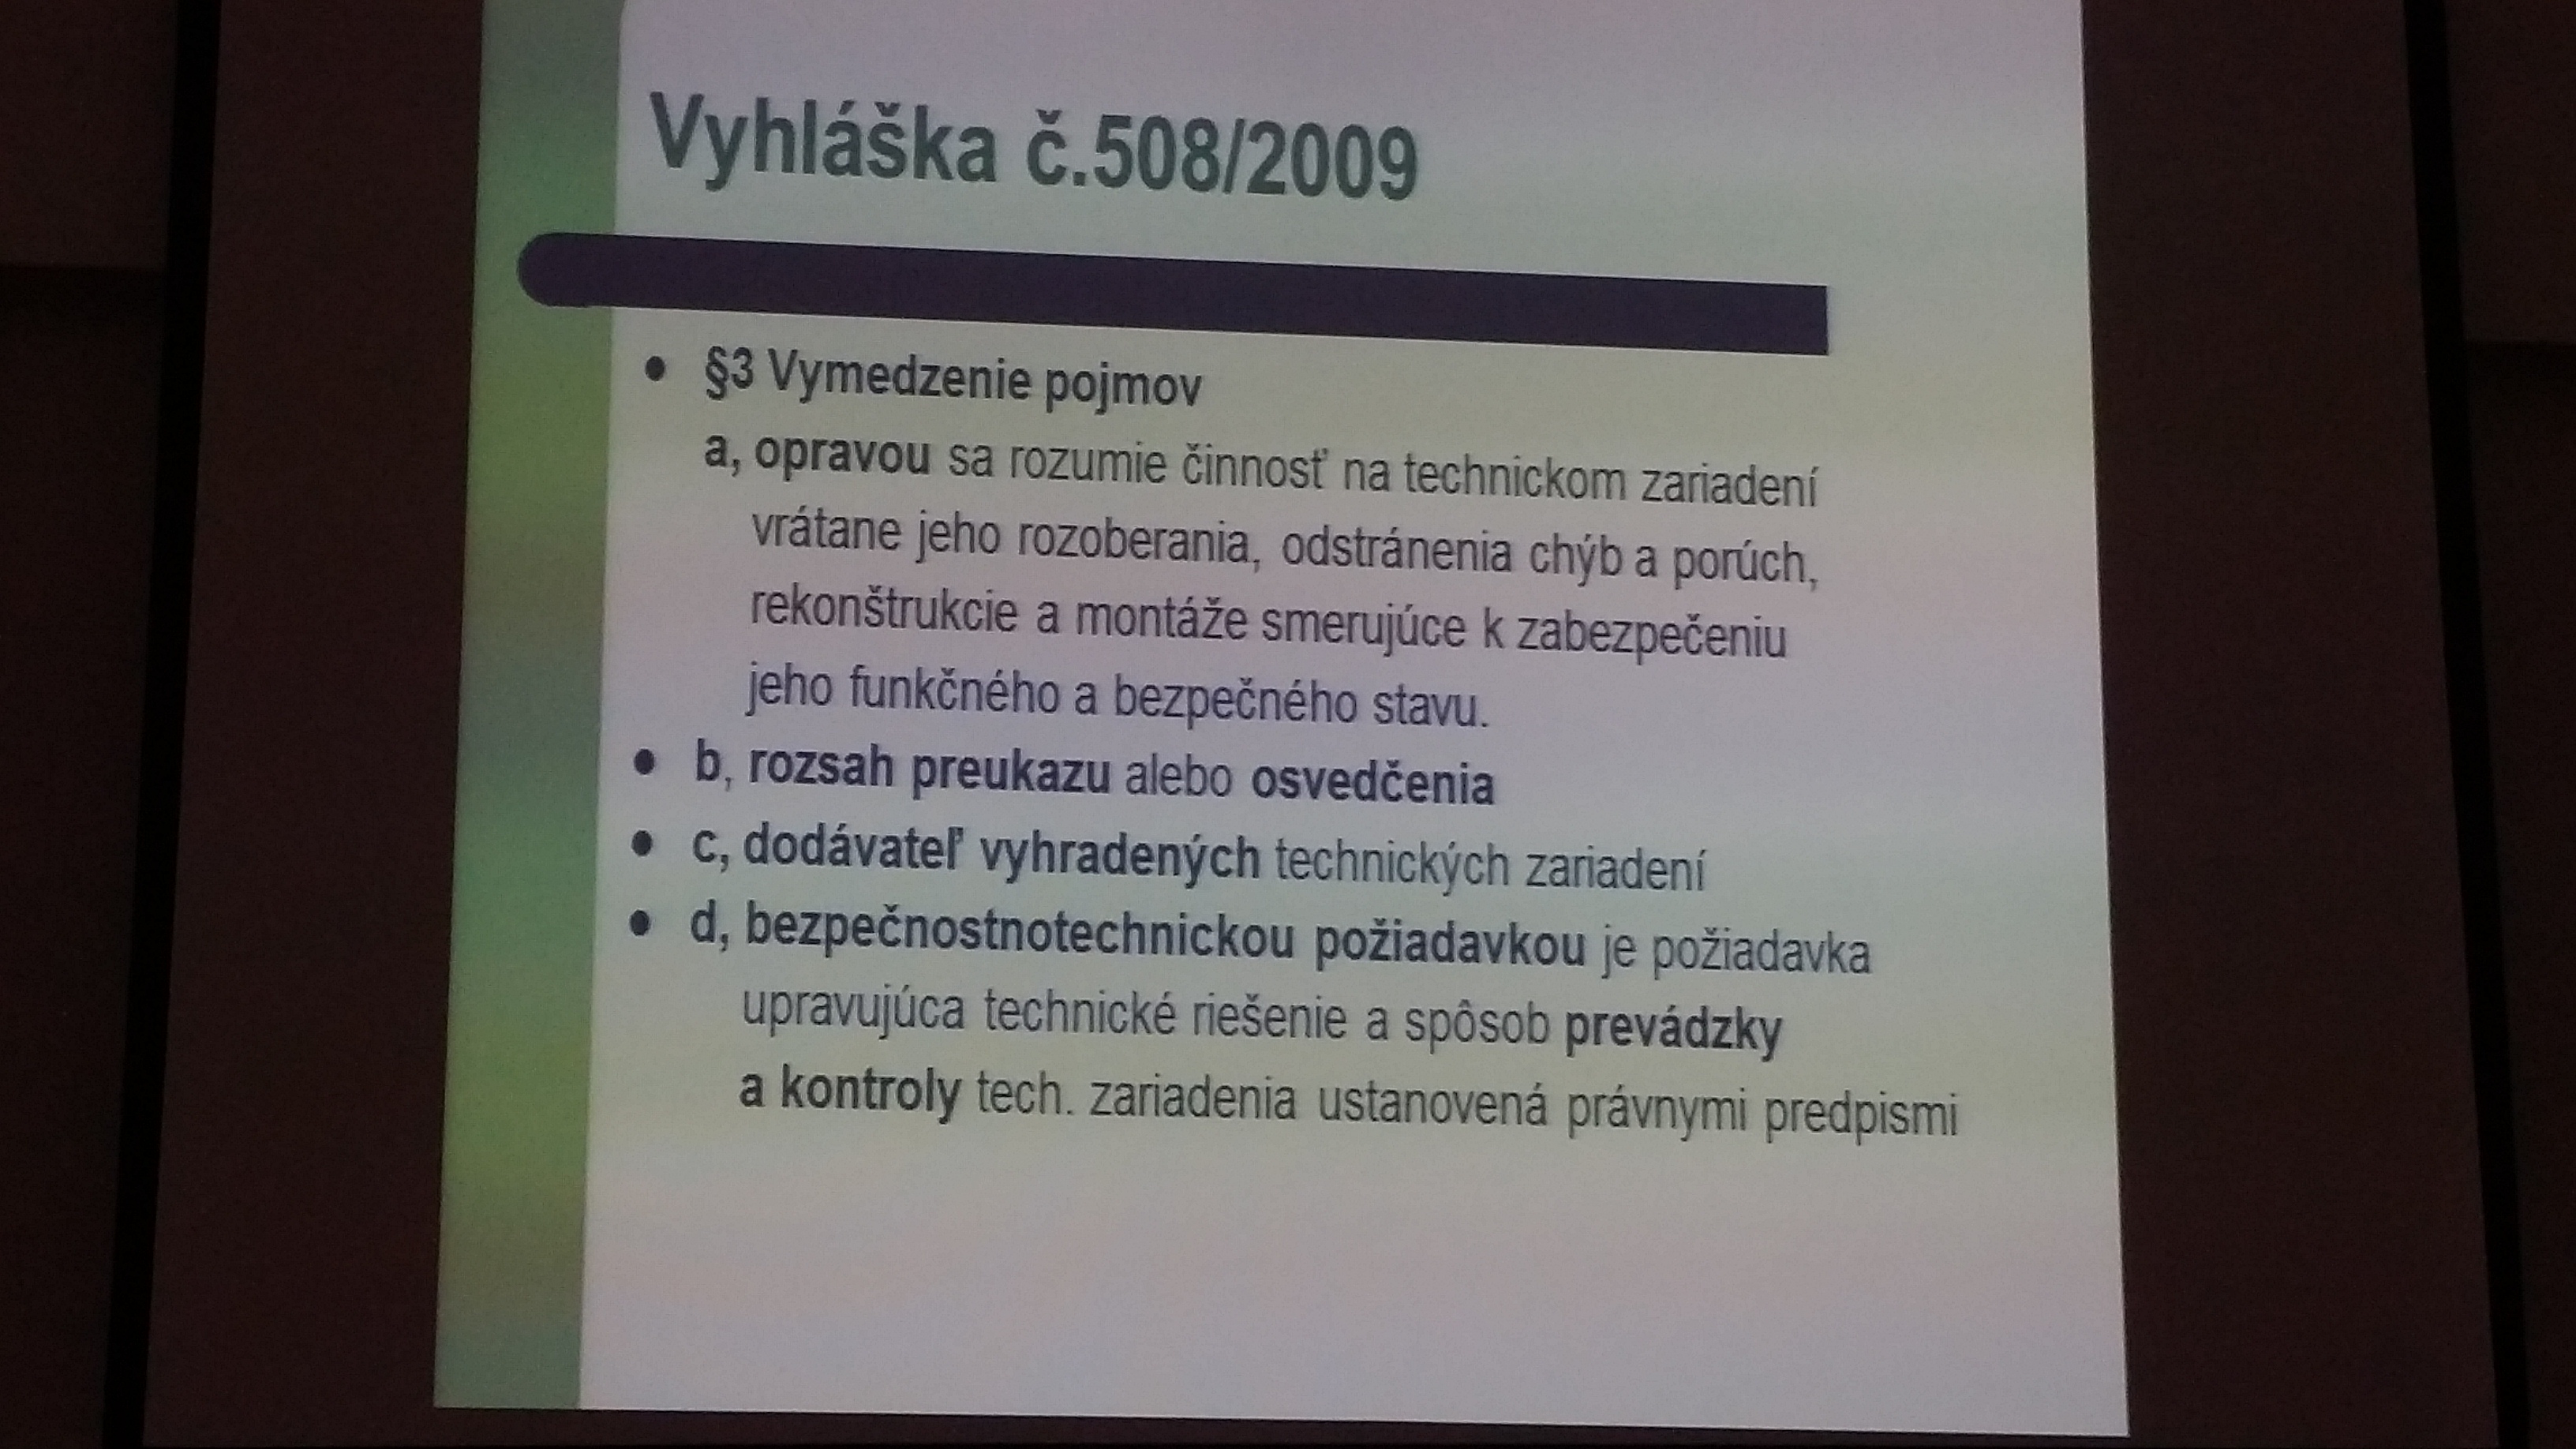 Vyhláška č.508/2009
• §3 Vymedzenie pojmov
a, opravou sa rozumie činnosť na technickom zariadení
vrátane jeho rozoberania, odstránenia chýb a porúch,
rekonštrukcie a montáže smerujúce k zabezpečeniu
jeho funkčného a bezpečného stavu.
• b, rozsah preukazu alebo osvedčenia
• c, dodávateľ vyhradených technických zariadení
• d, bezpečnostnotechnickou požiadavkou je požiadavka
upravujúca technické riešenie a spôsob prevádzky
a kontroly tech. zariadenia ustanovená právnymi predpismi